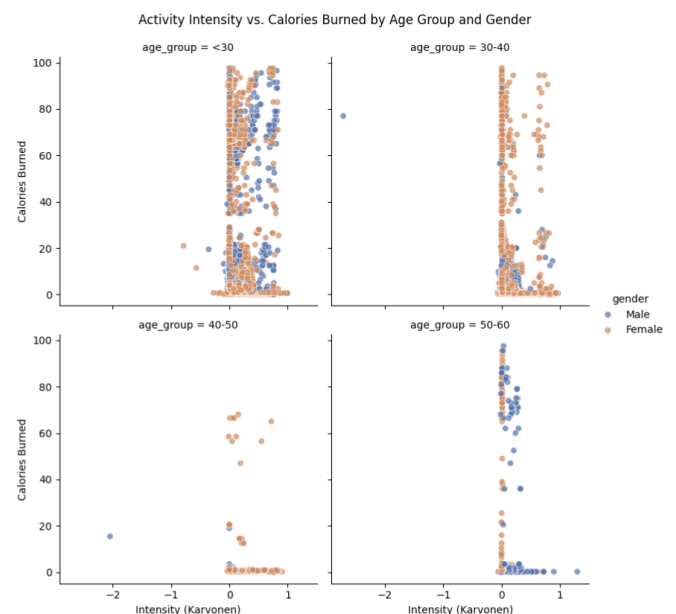 Activity Intensity vs. Calories Burned by Age Group and Gender
age_group = <30
age_group = 30-40
100
80
60
40
20
0
Calories Burned
gender
Male
Female
age_group = 40-50
age_group = 50-60
100
80
60
40
20
0
Calories Burned
−2 −1 0 1
−2 −1 0 1
Intensity (Karvonen)
Intensity (Karvonen)